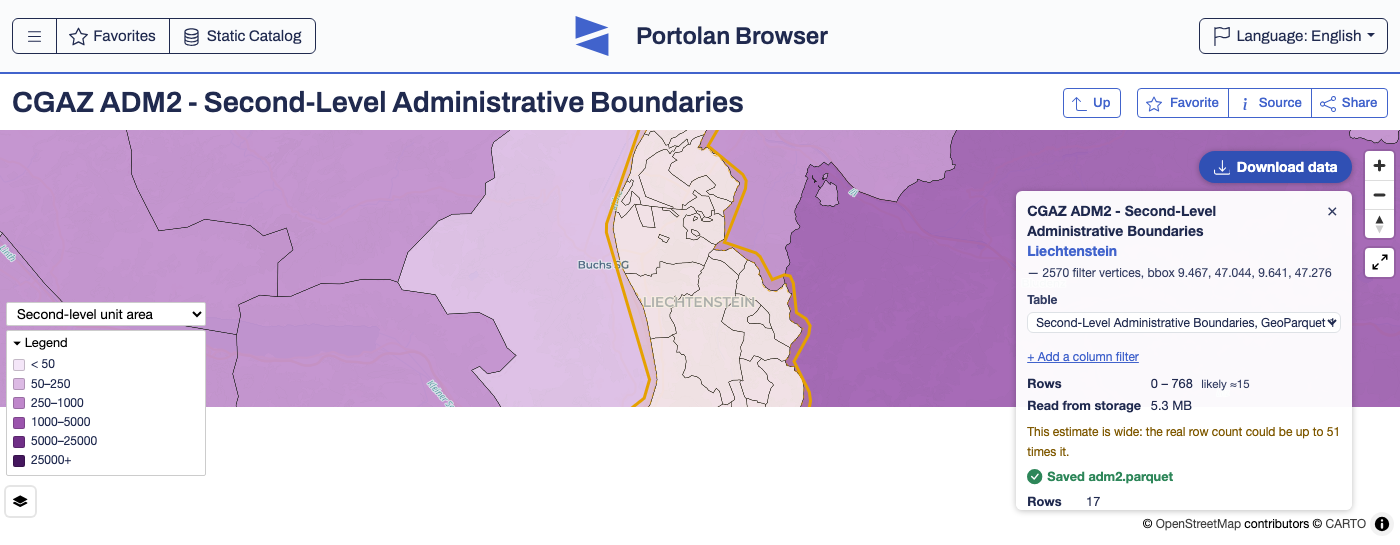 Favorites
Static Catalog
Portolan Browser
Language: English
CGAZ ADM2 - Second-Level Administrative Boundaries
Up
Favorite
Source
Share
Download data
CGAZ ADM2 - Second-Level
Administrative Boundaries
Liechtenstein
— 2570 filter vertices, bbox 9.467, 47.044, 9.641, 47.276
Table
Second-Level Administrative Boundaries, GeoParquet
+ Add a column filter
Rows 0 – 768 likely ≈15
Read from storage 5.3 MB
This estimate is wide: the real row count could be up to 51
times it.
Saved adm2.parquet
Rows 17
Buchs SG
LIECHTENSTEIN
Second-level unit area
Legend
< 50
50–250
250–1000
1000–5000
5000–25000
25000+
© OpenStreetMap contributors © CARTO